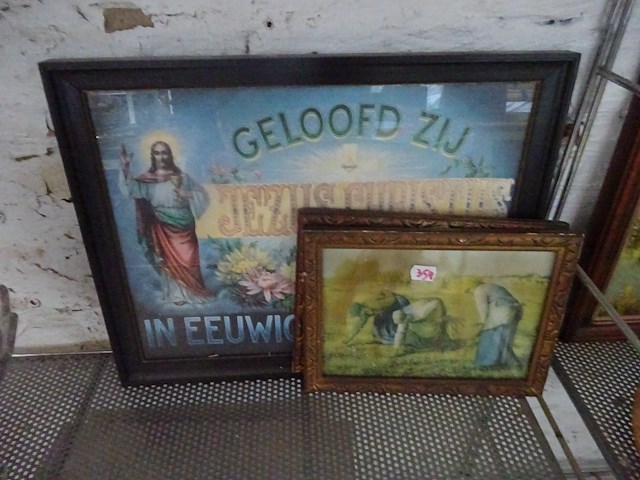 GELOOFD ZIJ
JEZUS CHRISTUS
IN EEUWIG